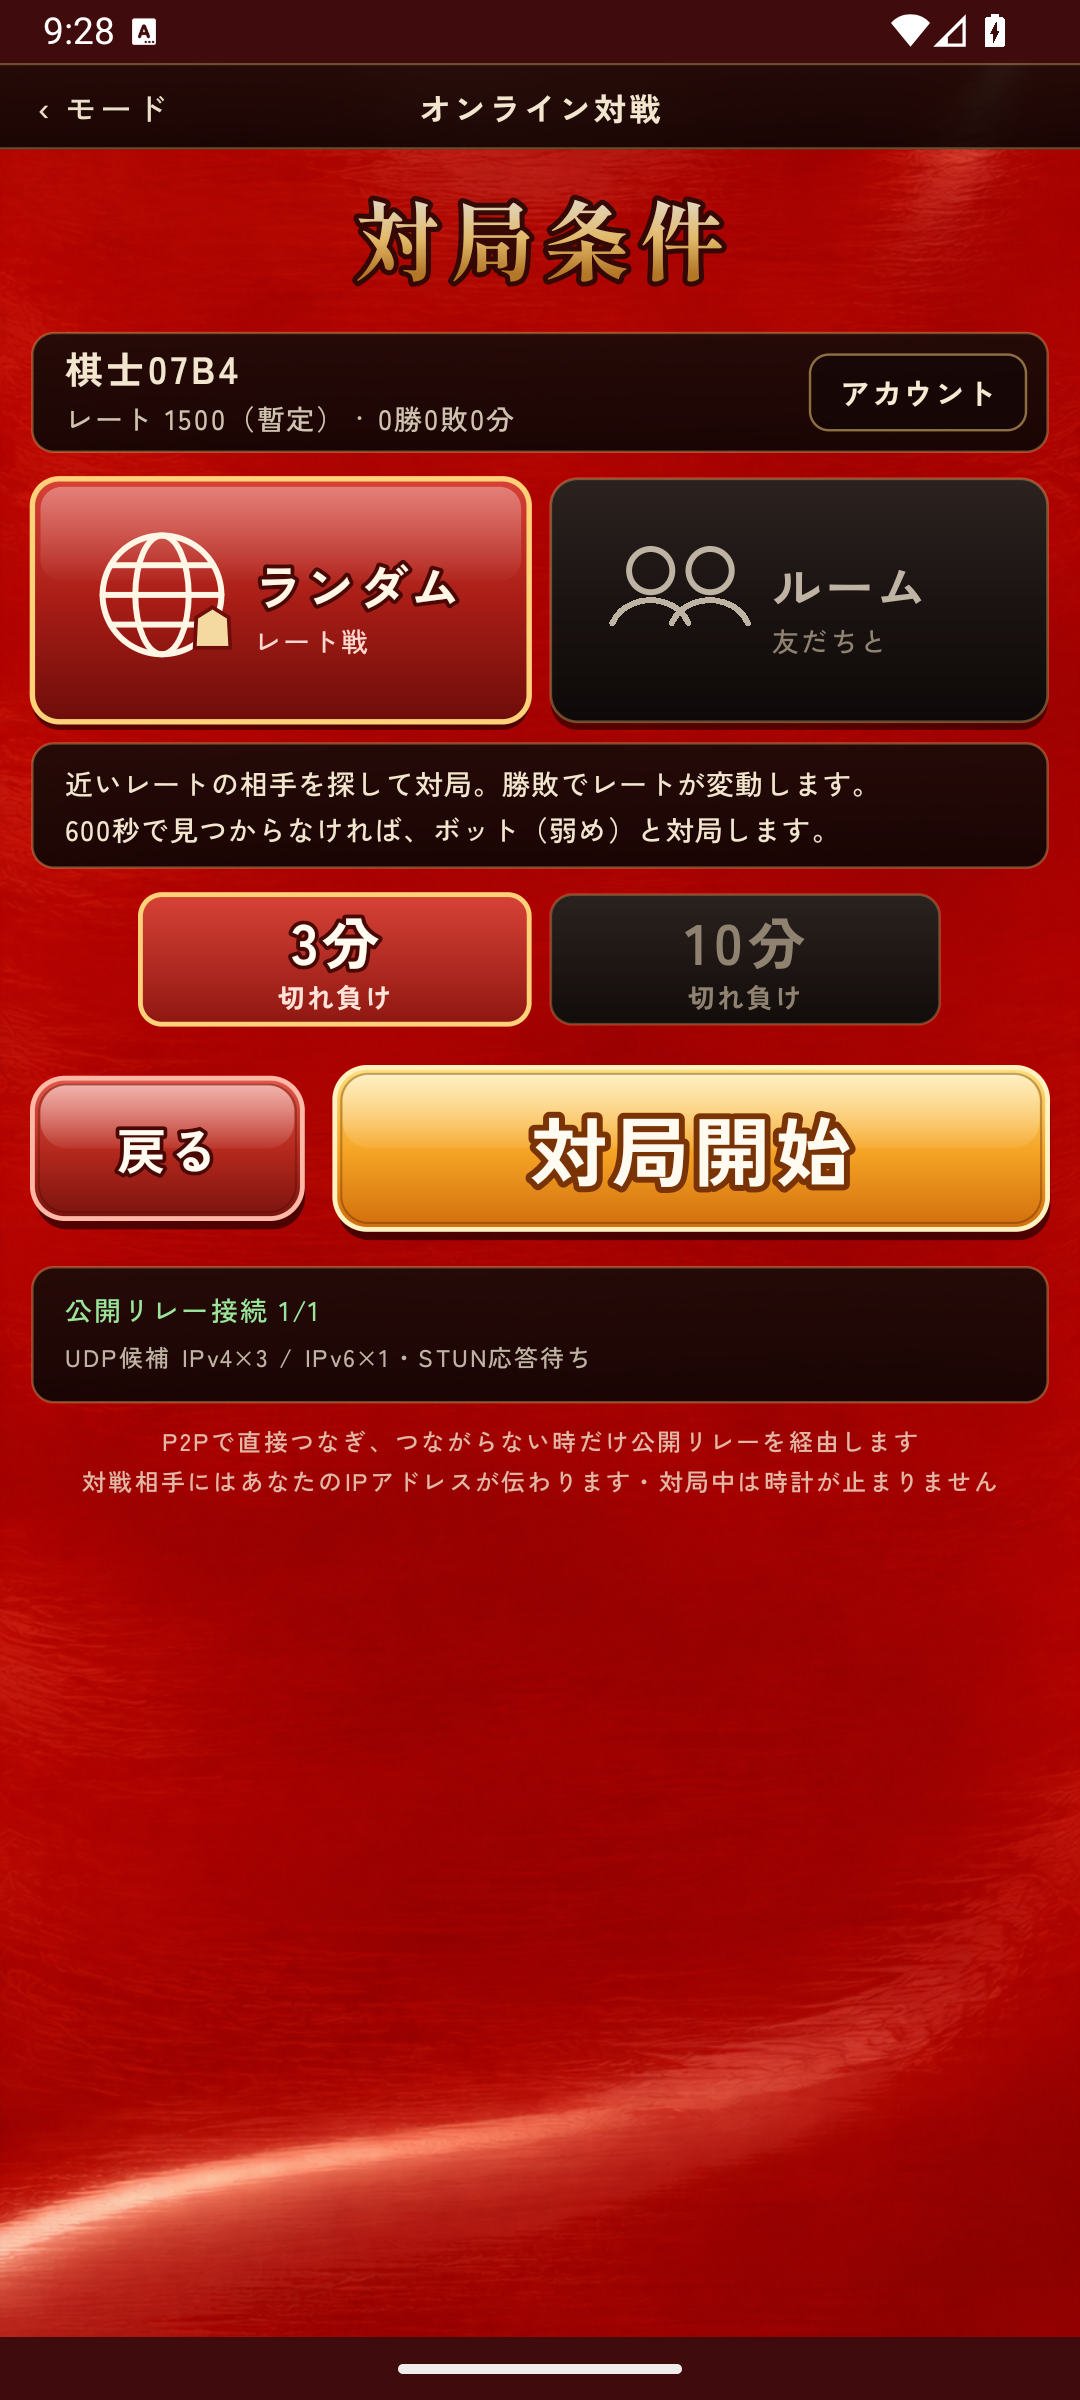 9:28
‹ モード
オンライン対戦
対局条件
棋士07B4
レート 1500（暫定） · 0勝0敗0分
アカウント
ランダム
レート戦
ルーム
友だちと
近いレートの相手を探して対局。勝敗でレートが変動します。
600秒で見つからなければ、ボット（弱め）と対局します。
3分
切れ負け
10分
切れ負け
戻る
対局開始
公開リレー接続 1/1
UDP候補 IPv4×3 / IPv6×1・STUN応答待ち
P2Pで直接つなぎ、つながらない時だけ公開リレーを経由します
対戦相手にはあなたのIPアドレスが伝わります・対局中は時計が止まりません